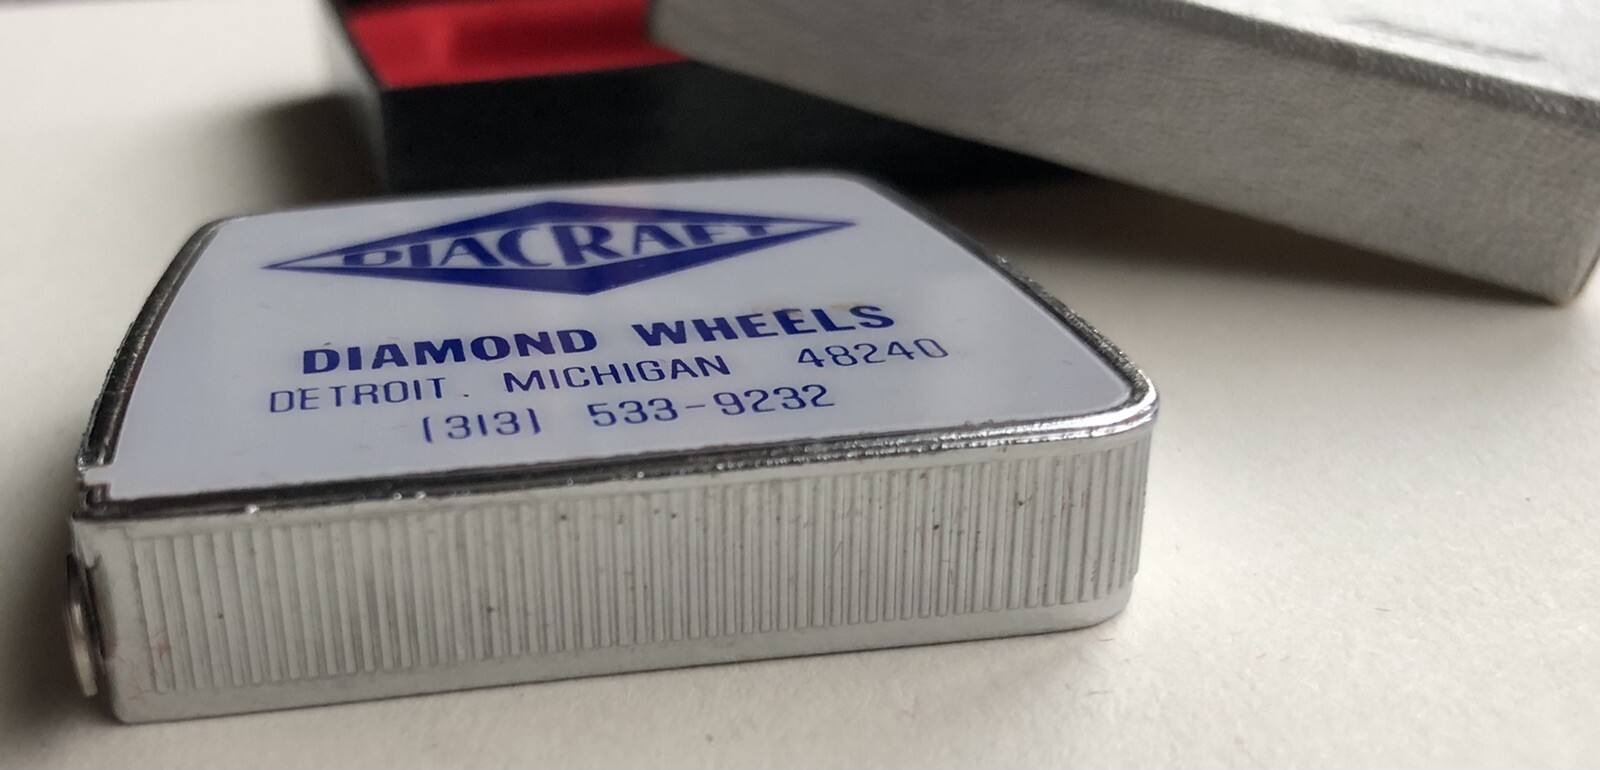 DIACRAFT
DIAMOND WHEELS
DETROIT. MICHIGAN 48240
(313) 533-9232